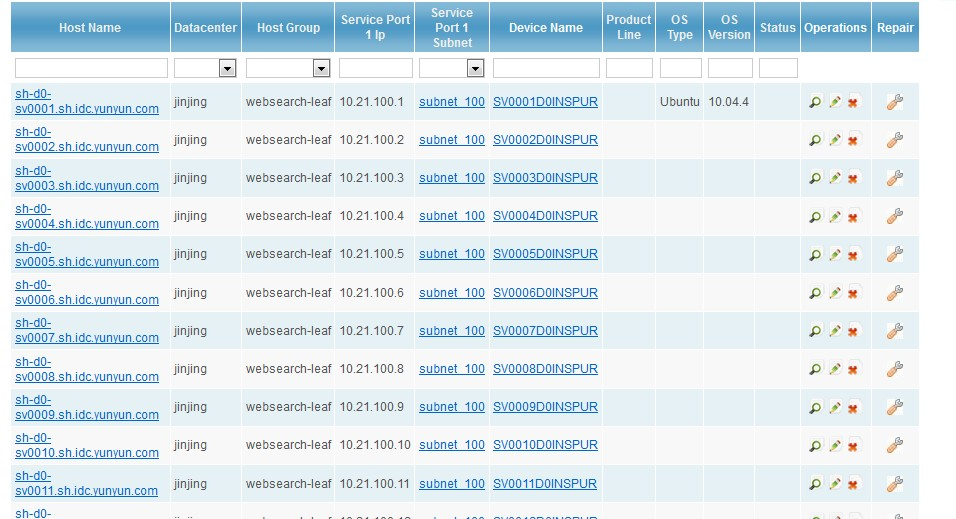 Host Name Datacenter Host Group Service Port 1 Ip Service Port 1 Subnet Device Name Product Line OS Type OS Version Status Operations Repair
sh-d0-
sv0001.sh.idc.yunyun.com jinjing websearch-leaf 10.21.100.1 subnet_100 SV0001D0INSPUR Ubuntu 10.04.4
sh-d0-
sv0002.sh.idc.yunyun.com jinjing websearch-leaf 10.21.100.2 subnet_100 SV0002D0INSPUR
sh-d0-
sv0003.sh.idc.yunyun.com jinjing websearch-leaf 10.21.100.3 subnet_100 SV0003D0INSPUR
sh-d0-
sv0004.sh.idc.yunyun.com jinjing websearch-leaf 10.21.100.4 subnet_100 SV0004D0INSPUR
sh-d0-
sv0005.sh.idc.yunyun.com jinjing websearch-leaf 10.21.100.5 subnet_100 SV0005D0INSPUR
sh-d0-
sv0006.sh.idc.yunyun.com jinjing websearch-leaf 10.21.100.6 subnet_100 SV0006D0INSPUR
sh-d0-
sv0007.sh.idc.yunyun.com jinjing websearch-leaf 10.21.100.7 subnet_100 SV0007D0INSPUR
sh-d0-
sv0008.sh.idc.yunyun.com jinjing websearch-leaf 10.21.100.8 subnet_100 SV0008D0INSPUR
sh-d0-
sv0009.sh.idc.yunyun.com jinjing websearch-leaf 10.21.100.9 subnet_100 SV0009D0INSPUR
sh-d0-
sv0010.sh.idc.yunyun.com jinjing websearch-leaf 10.21.100.10 subnet_100 SV0010D0INSPUR
sh-d0-
sv0011.sh.idc.yunyun.com jinjing websearch-leaf 10.21.100.11 subnet_100 SV0011D0INSPUR
sh-d0-